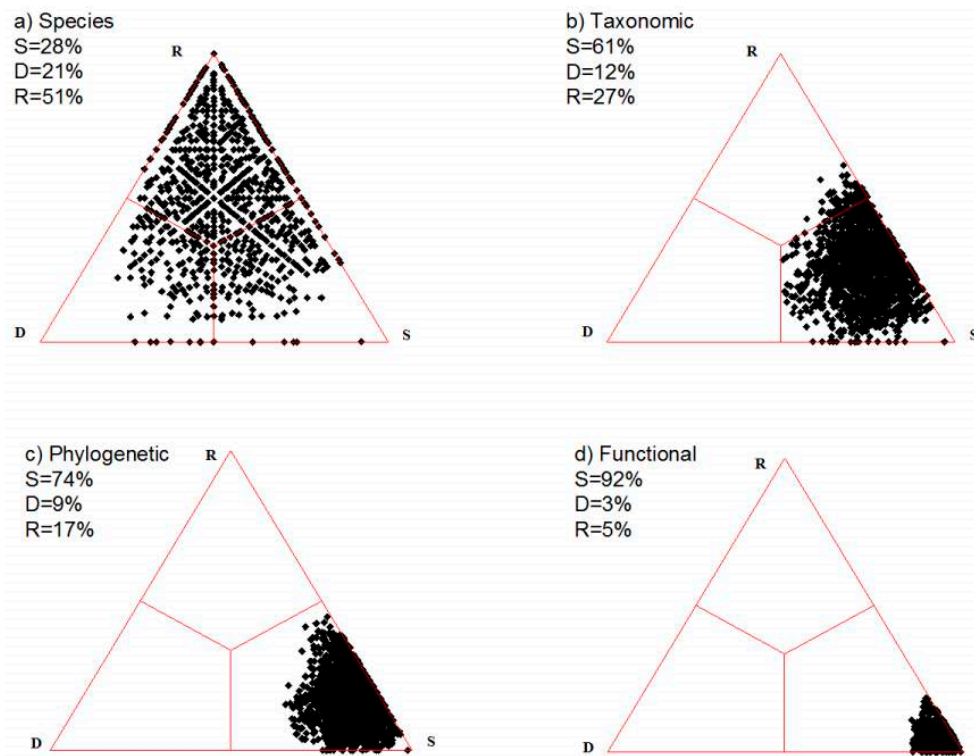 a) Species
S=28%
D=21%
R=51%
R
D
S
b) Taxonomic
S=61%
D=12%
R=27%
R
D
S
c) Phylogenetic
S=74%
D=9%
R=17%
R
D
S
d) Functional
S=92%
D=3%
R=5%
R
D